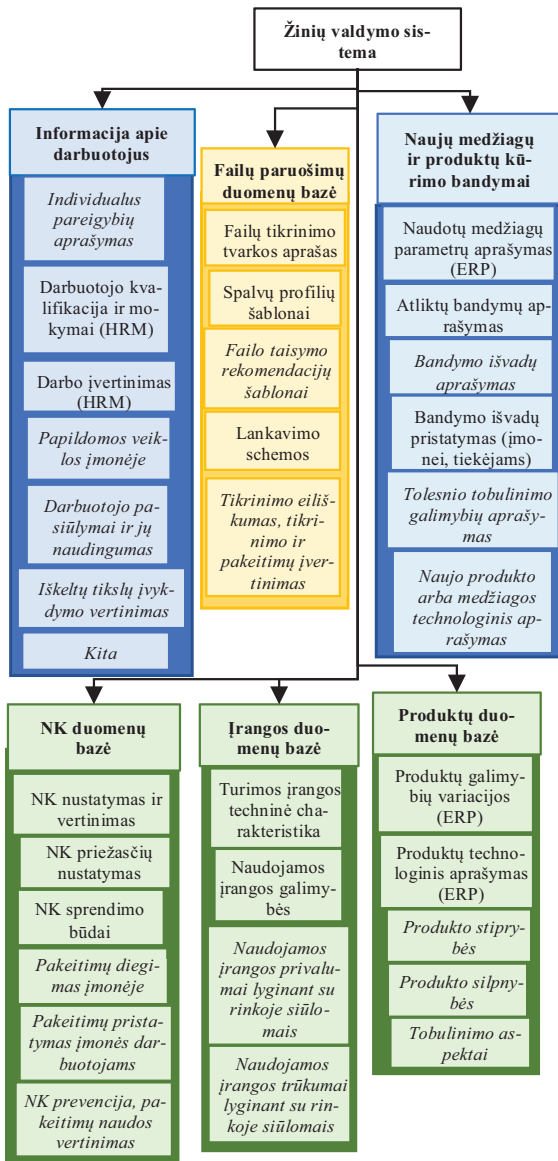 Žinių valdymo sis-
tema
Informacija apie
darbuotojus
Individualus
pareigybių
aprašymas
Darbuotojo kva-
lifikacija ir mo-
kymai (HRM)
Darbo įvertinimas
(HRM)
Papildomos veik-
los įmonėje
Darbuotojo pa-
siūlymai ir jų
naudingumas
Iškeltų tikslų įvyk-
dymo vertinimas
Kita
Failų paruošimų
duomenų bazė
Failų tikrinimo
tvarkos aprašas
Spalvų profilių
šablonai
Failo taisymo
rekomendacijų
šablonai
Lankavimo
schemos
Tikrinimo eiliš-
kumas, tikri-
nimo ir
pakeitimų įver-
tinimas
Naujų medžiagų
ir produktų kū-
rimo bandymai
Naudotų medžiagų
parametrų aprašymas
(ERP)
Atliktų bandymų ap-
rašymas
Bandymo išvadų
aprašymas
Bandymo išvadų
pristatymas (įmo-
nei, tiekėjams)
Tolesnio tobulinimo
galimybių aprašy-
mas
Naujo produkto
arba medžiagos
technologinis ap-
rašymas
NK duomenų
bazė
NK nustatymas ir
vertinimas
NK priežasčių
nustatymas
NK sprendimo
būdai
Pakeitimų diegi-
mas įmonėje
Pakeitimų prista-
tymas įmonės dar-
buotojams
NK prevencija, pa-
keitimų naudos
vertinimas
Įrangos duo-
menų bazė
Turimos įrangos
techninė cha-
rakteristika
Naudojamos
įrangos galimy-
bės
Naudojamos
įrangos privalu-
mai lyginant su
rinkoje siūlo-
mais
Naudojamos
įrangos trūkumai
lyginant su rin-
koje siūlomais
Produktų duo-
menų bazė
Produktų galimy-
bių variacijos
(ERP)
Produktų techno-
loginis aprašymas
(ERP)
Produkto stipry-
bės
Produkto silpny-
bės
Tobulinimo as-
pektai